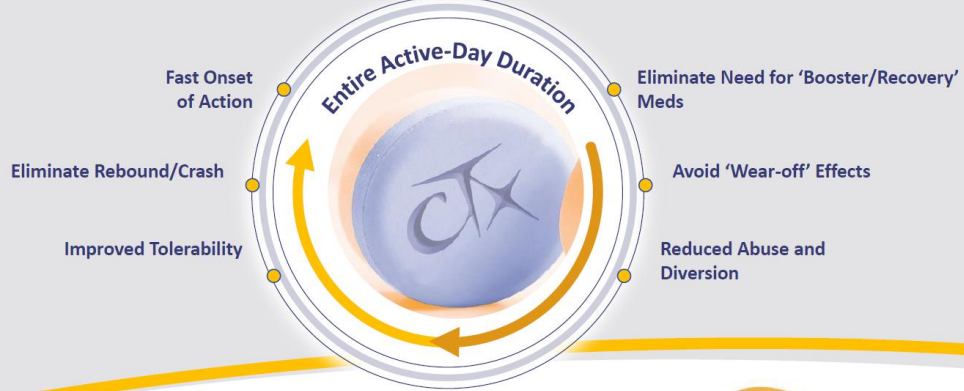 Entire Active-Day Duration
Fast Onset
of Action
Eliminate Rebound/Crash
Improved Tolerability
CTx
Eliminate Need for ‘Booster/Recovery’
Meds
Avoid ‘Wear-off’ Effects
Reduced Abuse and
Diversion